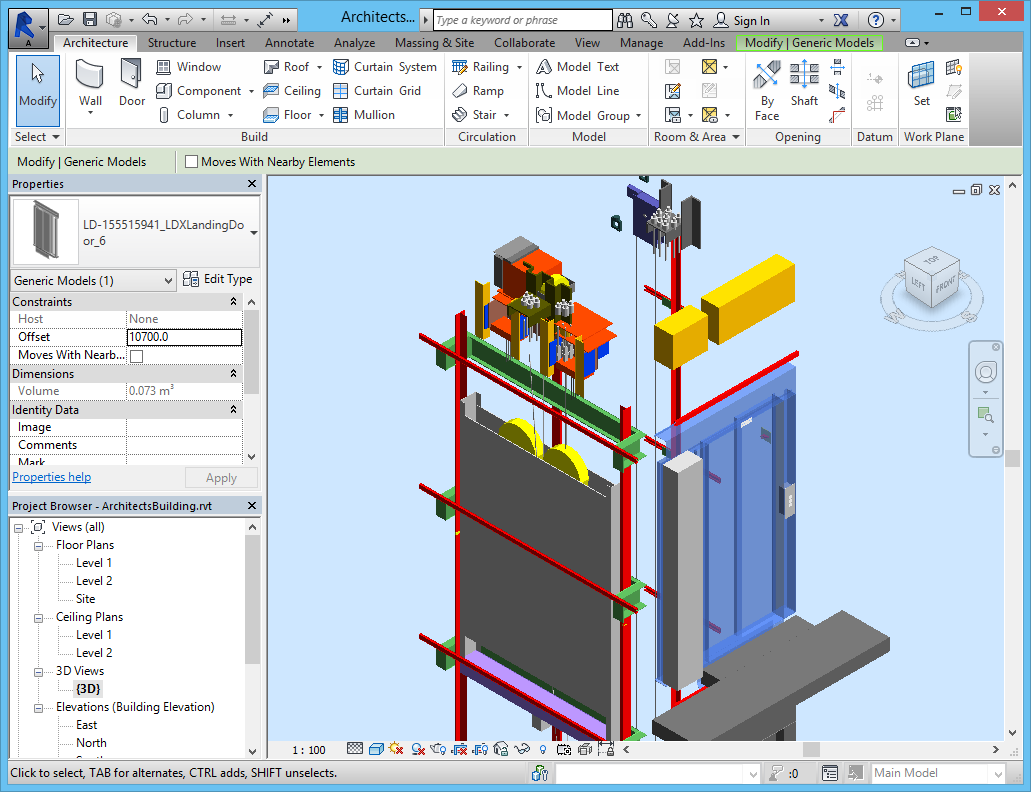 Architects...
Type a keyword or phrase
Sign In
Architecture Structure Insert Annotate Analyze Massing & Site Collaborate View Manage Add-Ins Modify | Generic Models
Modify
Wall
Door
Window
Component
Column
Roof
Ceiling
Floor
Curtain System
Curtain Grid
Mullion
Railing
Ramp
Stair
Model Text
Model Line
Model Group
By
Face
Shaft
Set
Select Build Circulation Model Room & Area Opening Datum Work Plane
Modify | Generic Models
Moves With Nearby Elements
Properties
LD-155515941_LDXLandingDo
or_6
Generic Models (1) Edit Type
Constraints
Host None
Offset 10700.0
Moves With Nearb...
Dimensions
Volume 0.073 m³
Identity Data
Image
Comments
Mark
Properties help Apply
Project Browser - ArchitectsBuilding.rvt
Views (all)
Floor Plans
Level 1
Level 2
Site
Ceiling Plans
Level 1
Level 2
3D Views
{3D}
Elevations (Building Elevation)
East
North
TOP
LEFT
FRONT
1 : 100
Click to select, TAB for alternates, CTRL adds, SHIFT unselects.
:0
Main Model